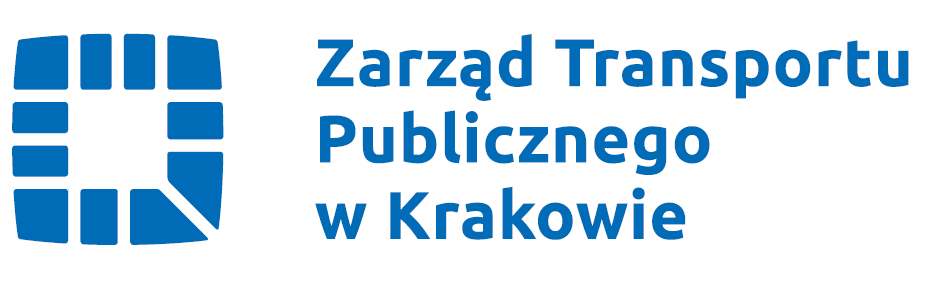 Zarząd Transportu
Publicznego
w Krakowie